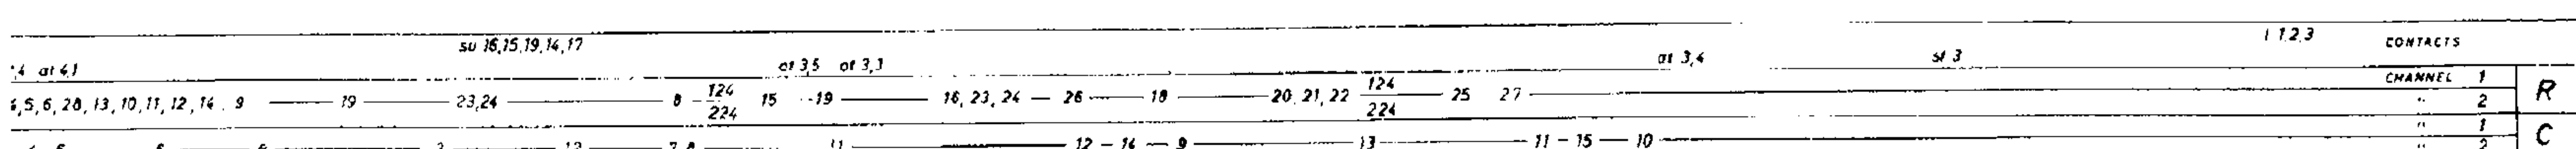 su 16,15,19,14,17 1 1,2,3 CONTACTS
at 4,1 at 3,5 at 3,3 at 3,4 st 3
CHANNEL 1 R
5,6,28,13,10,11,12,14 9 19 23,24 8 124 15 19 16,23,24 26 18 20,21,22 124 25 27
224 224 " 2
" 1 C
12 14 9 13 11 15 10 " 2